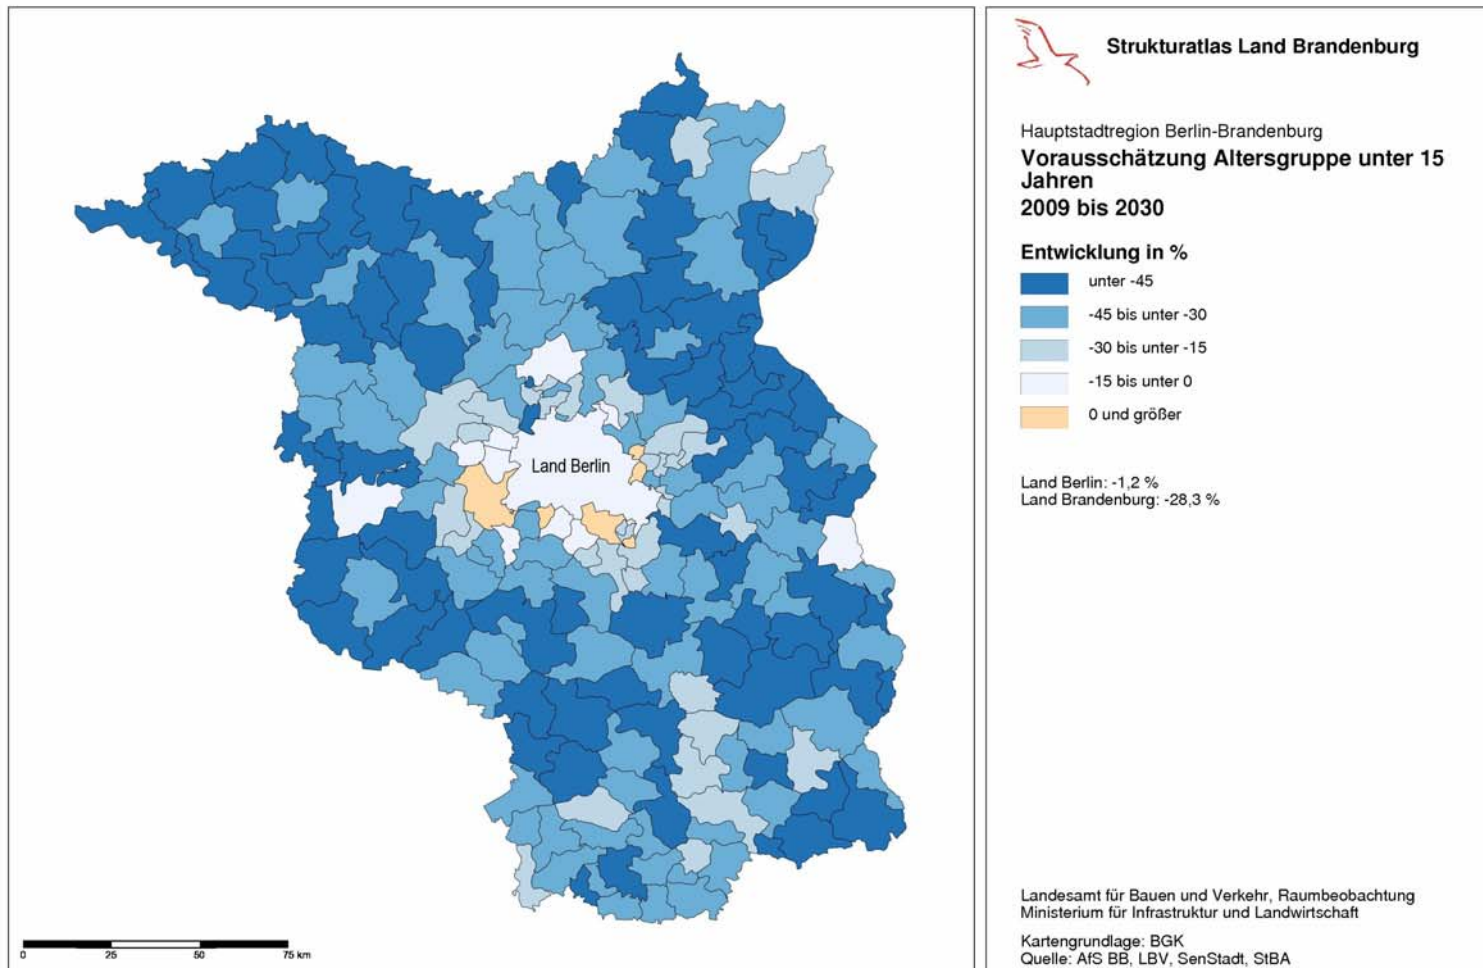 Strukturatlas Land Brandenburg
Hauptstadtregion Berlin-Brandenburg
Vorausschätzung Altersgruppe unter 15
Jahren
2009 bis 2030
Entwicklung in %
unter -45
-45 bis unter -30
-30 bis unter -15
-15 bis unter 0
0 und größer
Land Berlin: -1,2 %
Land Brandenburg: -28,3 %
Land Berlin
0 25 50 75 km
Landesamt für Bauen und Verkehr, Raumbeobachtung
Ministerium für Infrastruktur und Landwirtschaft
Kartengrundlage: BGK
Quelle: AfS BB, LBV, SenStadt, StBA